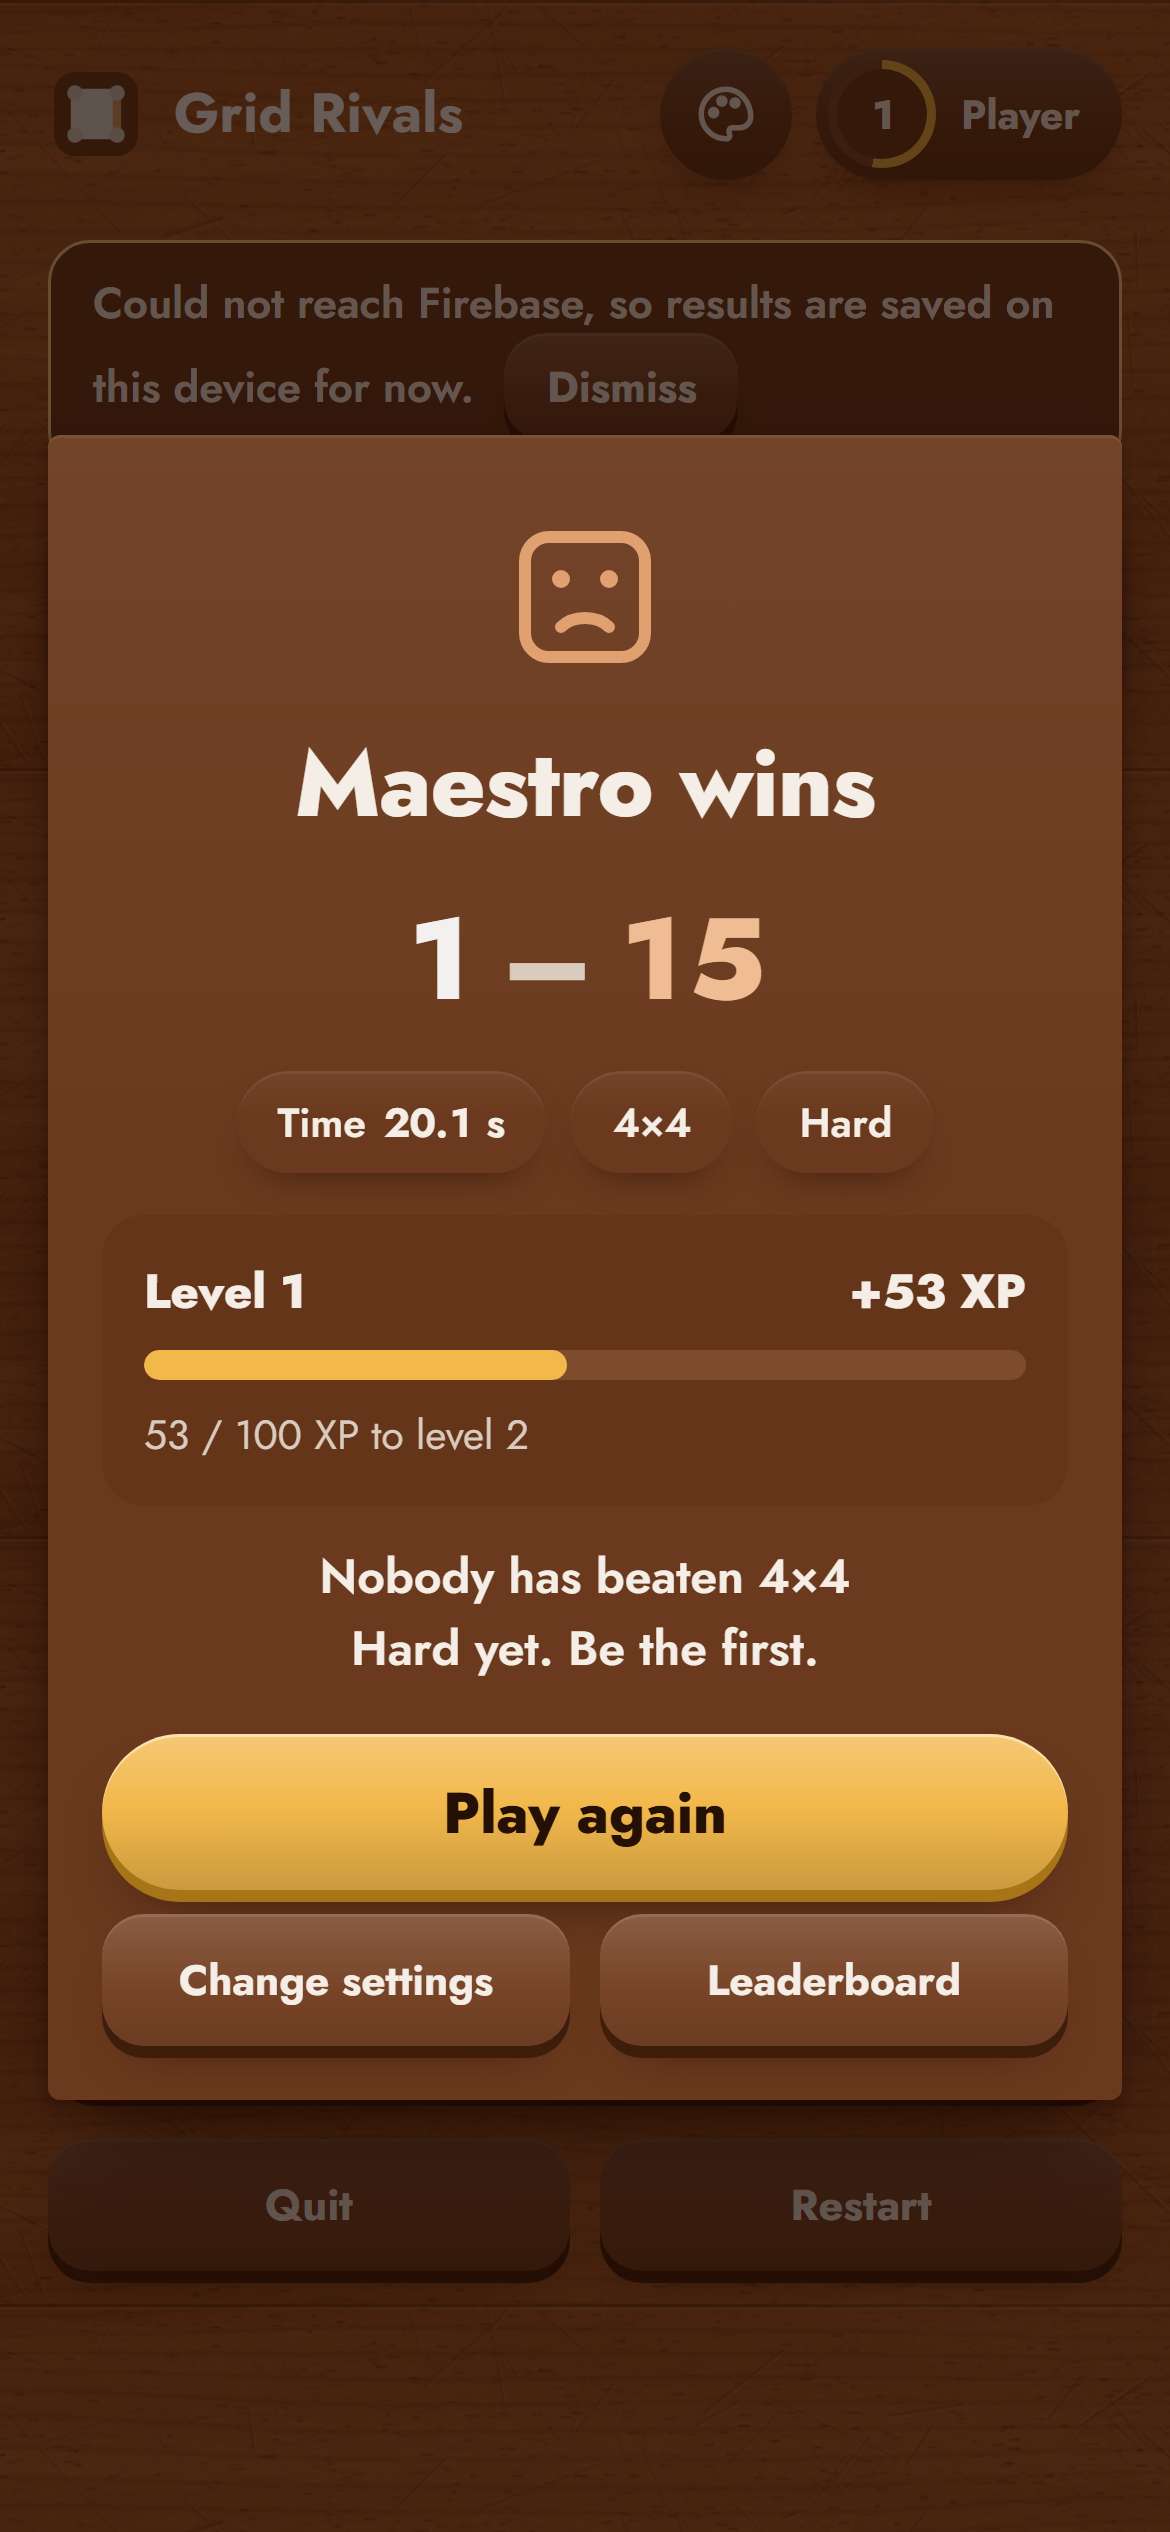 Grid Rivals
1 Player
Could not reach Firebase, so results are saved on
this device for now. Dismiss
Maestro wins
1 – 15
Time 20.1 s 4×4 Hard
Level 1 +53 XP
53 / 100 XP to level 2
Nobody has beaten 4×4
Hard yet. Be the first.
Play again
Change settings Leaderboard
Quit Restart